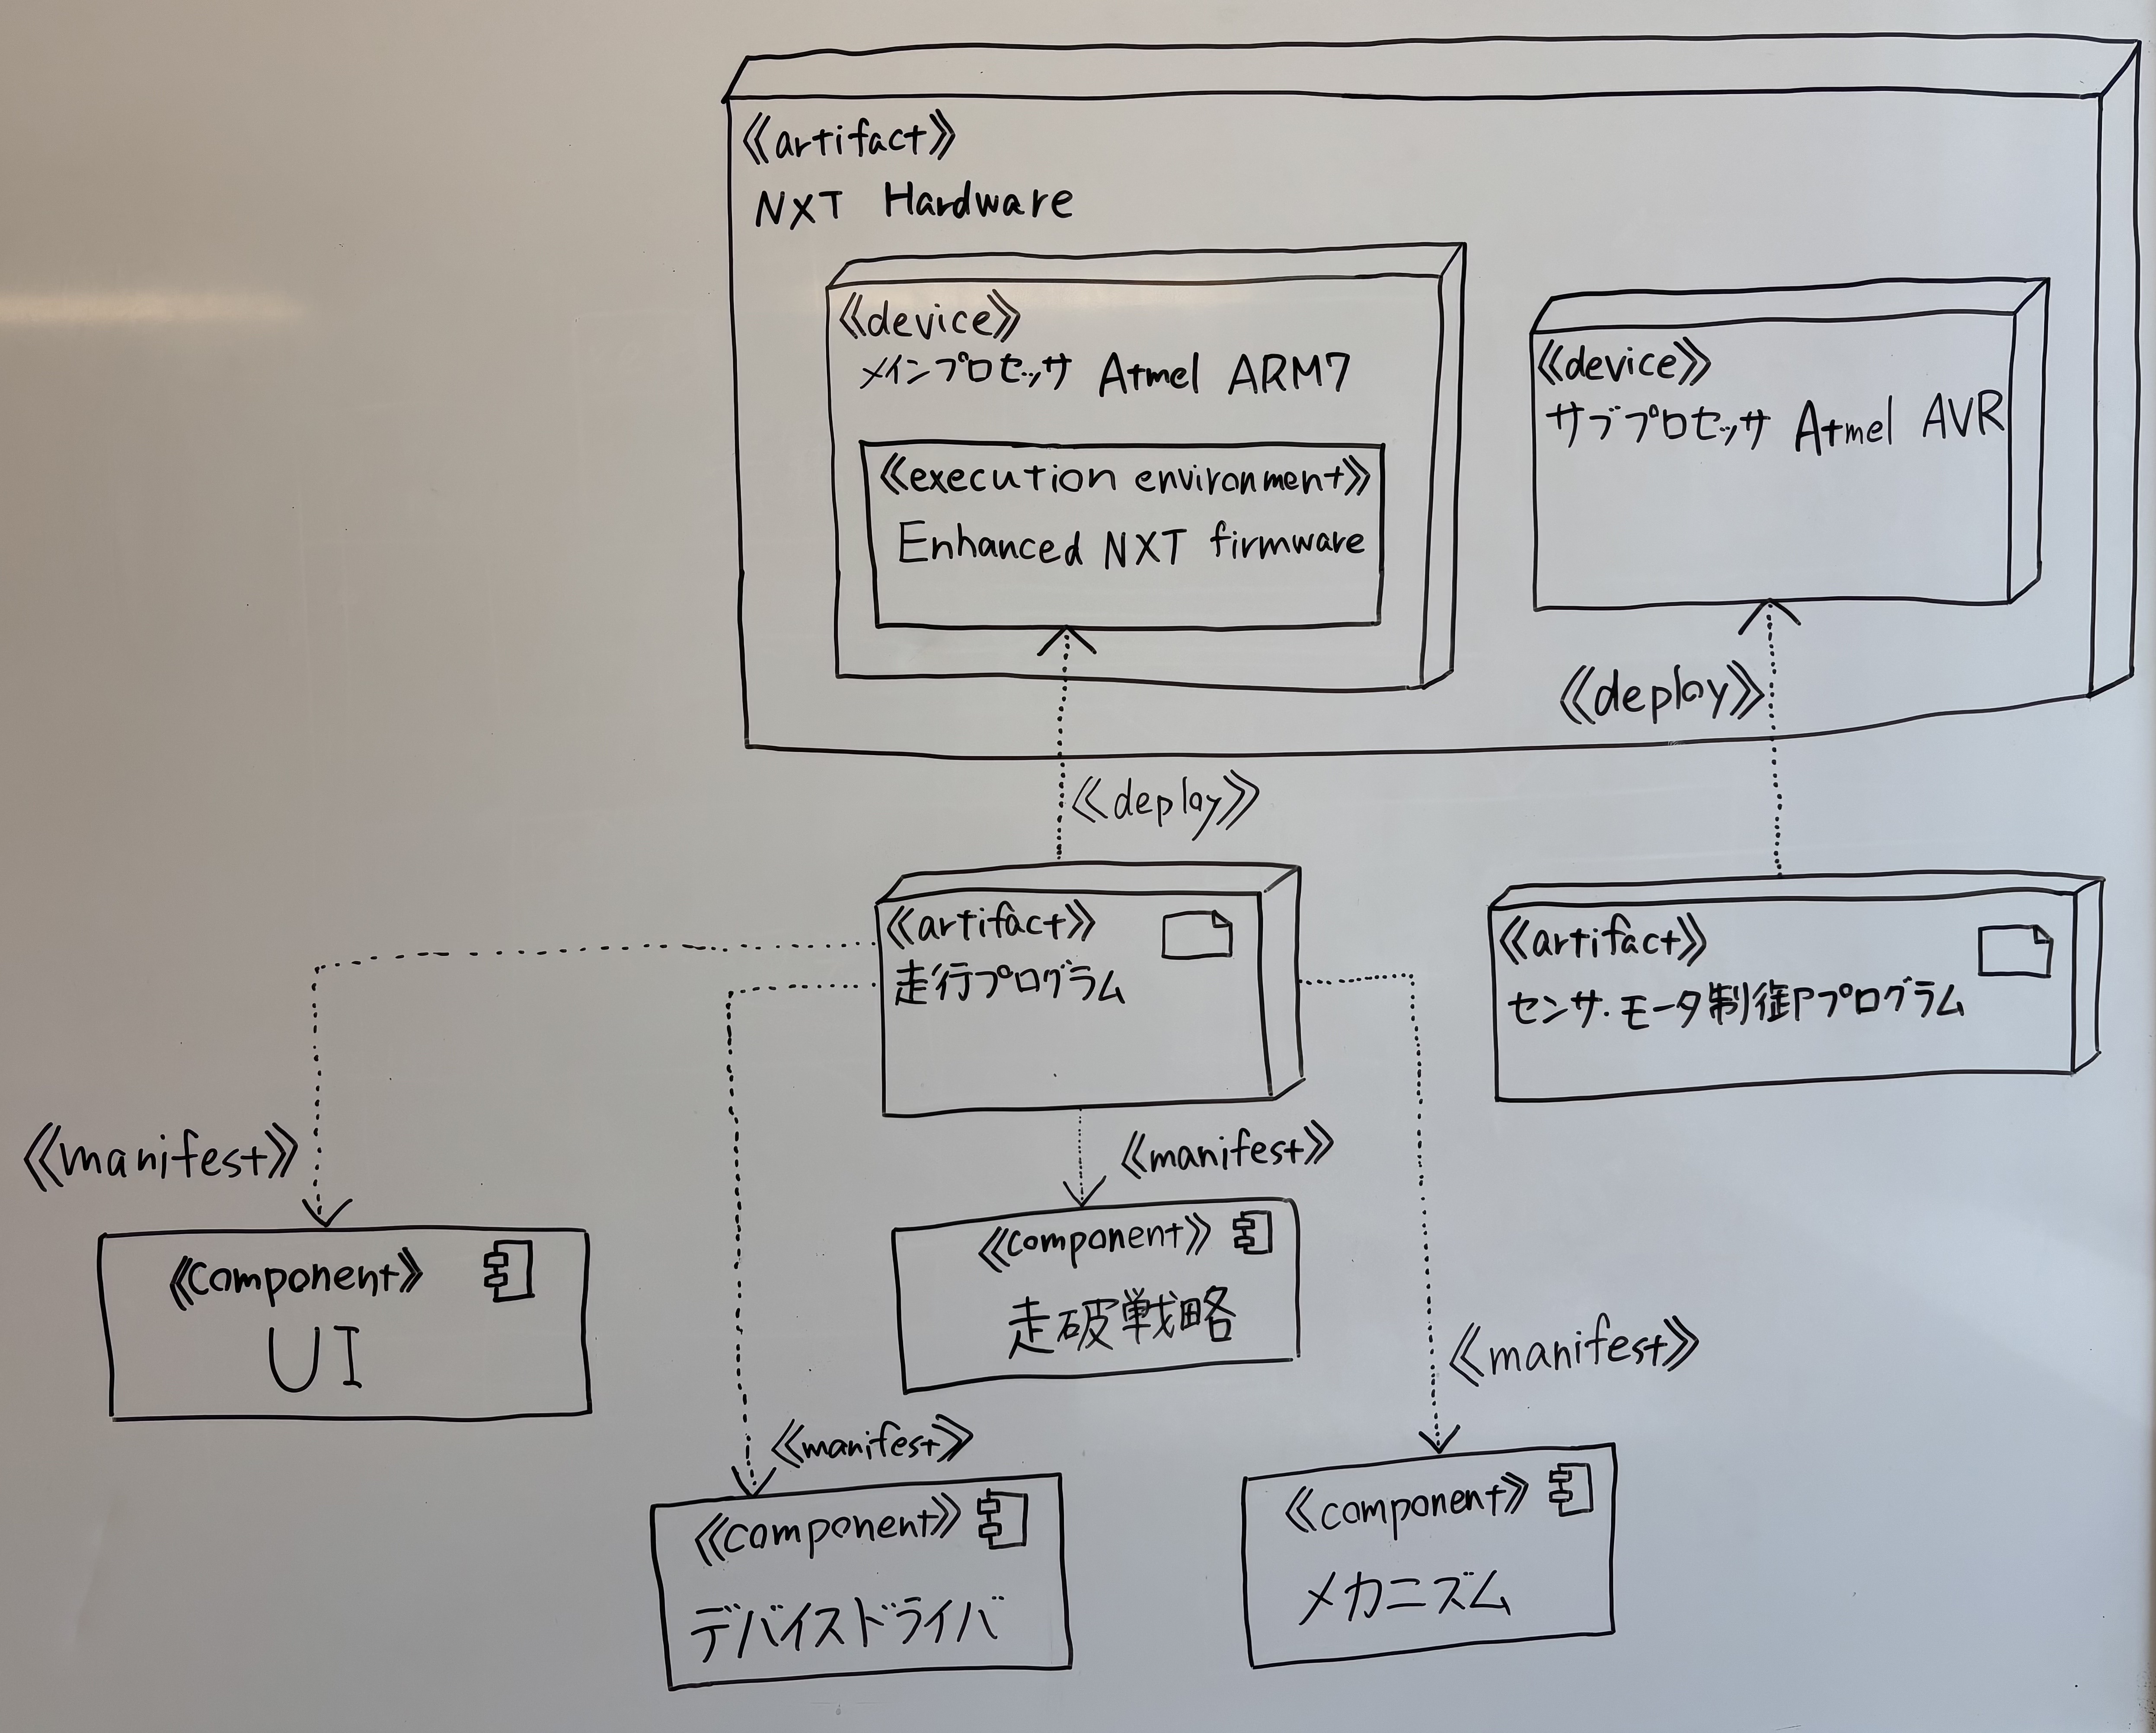 《artifact》
NXT Hardware
《device》
メインプロセッサ Atmel ARM7
《execution environment》
Enhanced NXT firmware
《device》
サブプロセッサ Atmel AVR
《deploy》
《deploy》
《artifact》
走行プログラム
《artifact》
センサ・モータ制御プログラム
《manifest》
《manifest》
《component》
UI
《component》
走破戦略
《manifest》
《manifest》
《component》
デバイスドライバ
《component》
メカニズム